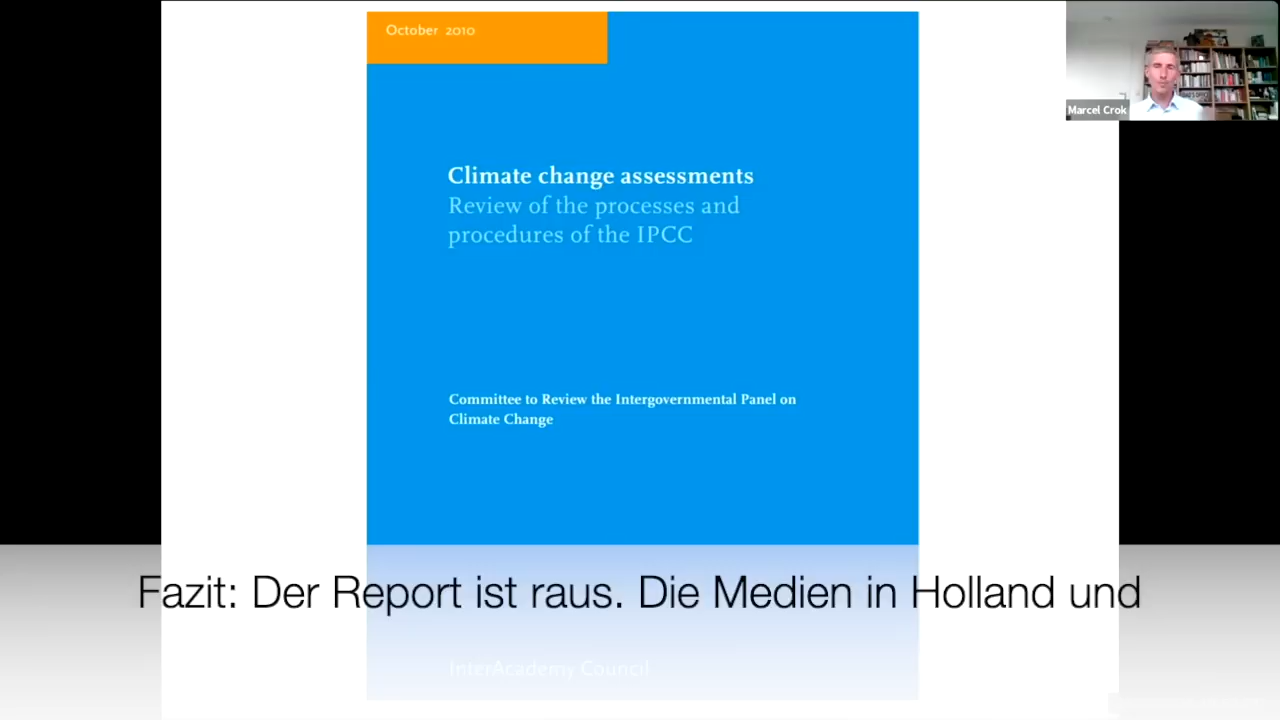 October 2010
Marcel Crok
Climate change assessments
Review of the processes and
procedures of the IPCC
Committee to Review the Intergovernmental Panel on
Climate Change
Fazit: Der Report ist raus. Die Medien in Holland und
InterAcademy Council